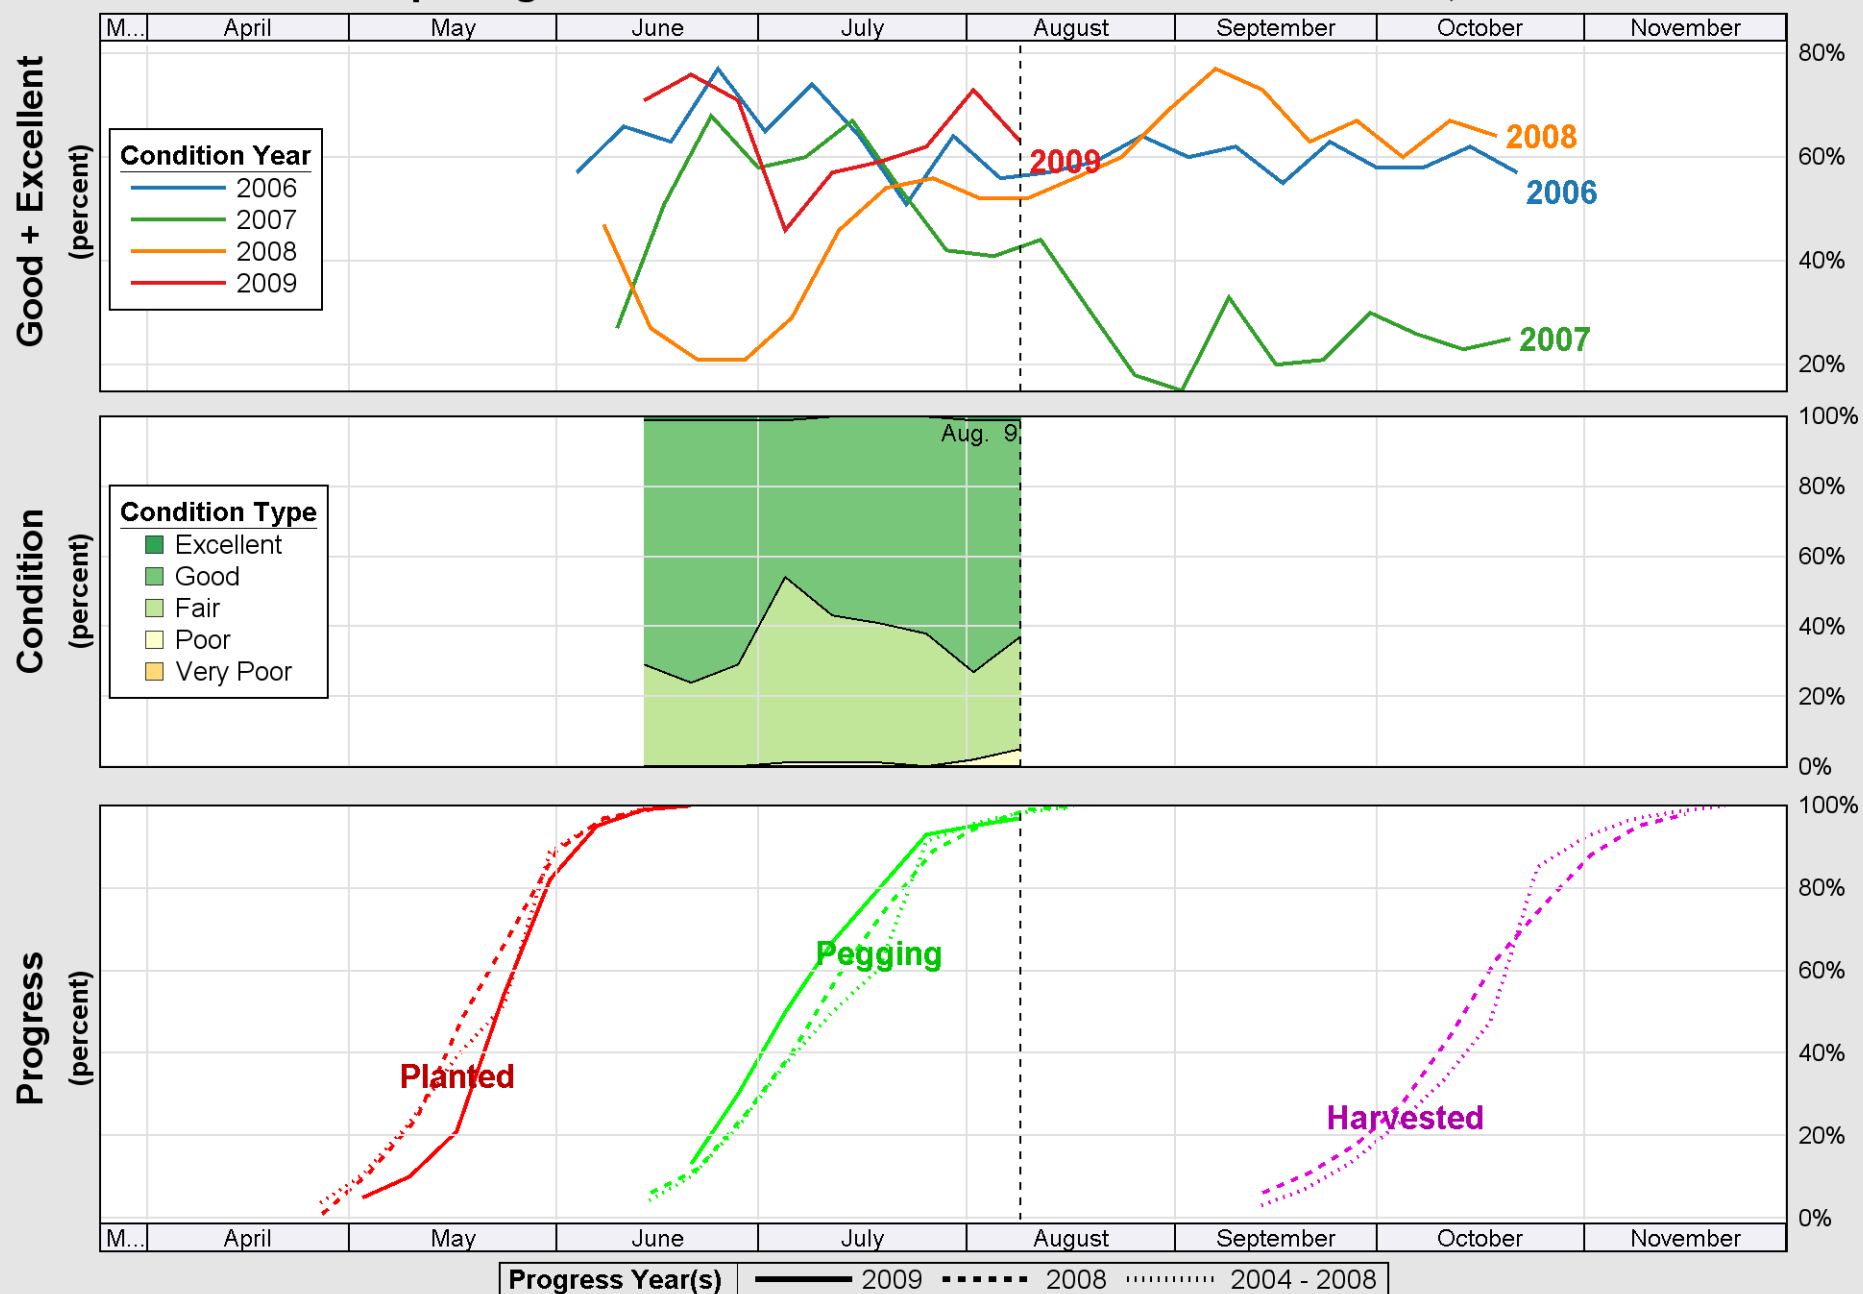 M... April May June July August September October November
Good + Excellent
(percent)
80%
60%
40%
20%
Condition Year
2006
2007
2008
2009
2009
2008
2006
2007
Condition
(percent)
100%
80%
60%
40%
20%
0%
Aug. 9
Condition Type
Excellent
Good
Fair
Poor
Very Poor
Progress
(percent)
100%
80%
60%
40%
20%
0%
Planted
Pegging
Harvested
M... April May June July August September October November
Progress Year(s) 2009 2008 2004 - 2008